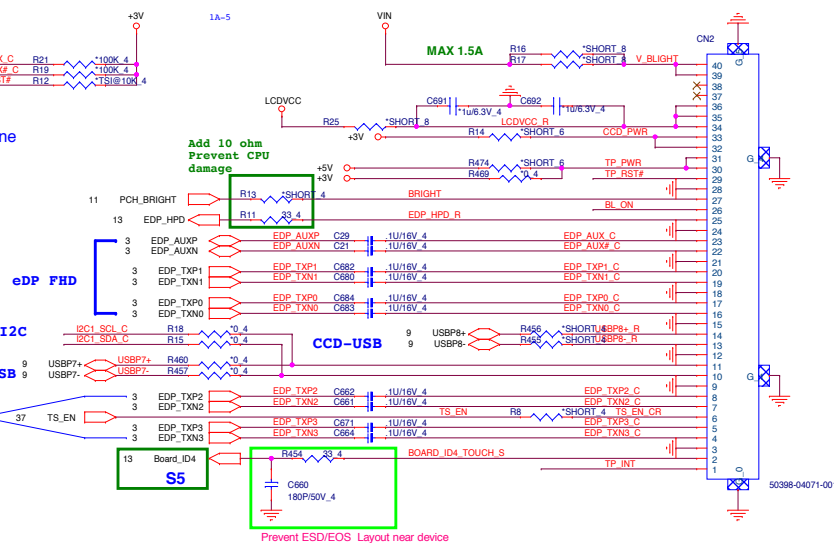 +3V
1A-5
VIN
CN2
G_
MAX 1.5A
R16 *SHORT_8
R17 *SHORT_8
V_BLIGHT
R21 *100K_4
R19 *100K_4
R12 *TSI@10K_4
40
39
38
37
36
35
34
33
32
31
30
29
28
27
26
25
24
23
22
21
20
19
18
17
16
15
14
13
12
11
10
9
8
7
6
5
4
3
2
1
LCDVCC
C691 *1u/6.3V_4
C692 *1u/6.3V_4
R25 *SHORT_8
LCDVCC_R
+3V
R14 *SHORT_6
CCD_PWR
Add 10 ohm
Prevent CPU
damage
+5V
R474 *SHORT_6
TP_PWR
+3V
R469 *0_4
TP_RST#
G_
11 PCH_BRIGHT R13 *SHORT_4 BRIGHT
BL_ON
13 EDP_HPD R11 33_4 EDP_HPD_R
3 EDP_AUXP EDP_AUXP C29 .1U/16V_4 EDP_AUX_C
3 EDP_AUXN EDP_AUXN C21 .1U/16V_4 EDP_AUX#_C
eDP FHD
3 EDP_TXP1 EDP_TXP1 C682 .1U/16V_4 EDP_TXP1_C
3 EDP_TXN1 EDP_TXN1 C680 .1U/16V_4 EDP_TXN1_C
3 EDP_TXP0 EDP_TXP0 C684 .1U/16V_4 EDP_TXP0_C
3 EDP_TXN0 EDP_TXN0 C683 .1U/16V_4 EDP_TXN0_C
I2C
I2C1_SCL_C R18 *0_4
I2C1_SDA_C R15 *0_4
CCD-USB
9 USBP8+ R456 *SHORT_4 USBP8+_R
9 USBP8- R455 *SHORT_4 USBP8-_R
9 USBP7+ USBP7+ R460 *0_4
9 USBP7- USBP7- R457 *0_4
G_
3 EDP_TXP2 EDP_TXP2 C662 .1U/16V_4 EDP_TXP2_C
3 EDP_TXN2 EDP_TXN2 C661 .1U/16V_4 EDP_TXN2_C
37 TS_EN TS_EN R8 *SHORT_4 TS_EN_CR
3 EDP_TXP3 EDP_TXP3 C671 .1U/16V_4 EDP_TXP3_C
3 EDP_TXN3 EDP_TXN3 C664 .1U/16V_4 EDP_TXN3_C
13 Board_ID4 R454 33_4 BOARD_ID4_TOUCH_S
S5
TP_INT
G_0
C660
180P/50V_4
50398-04071-001
Prevent ESD/EOS Layout near device